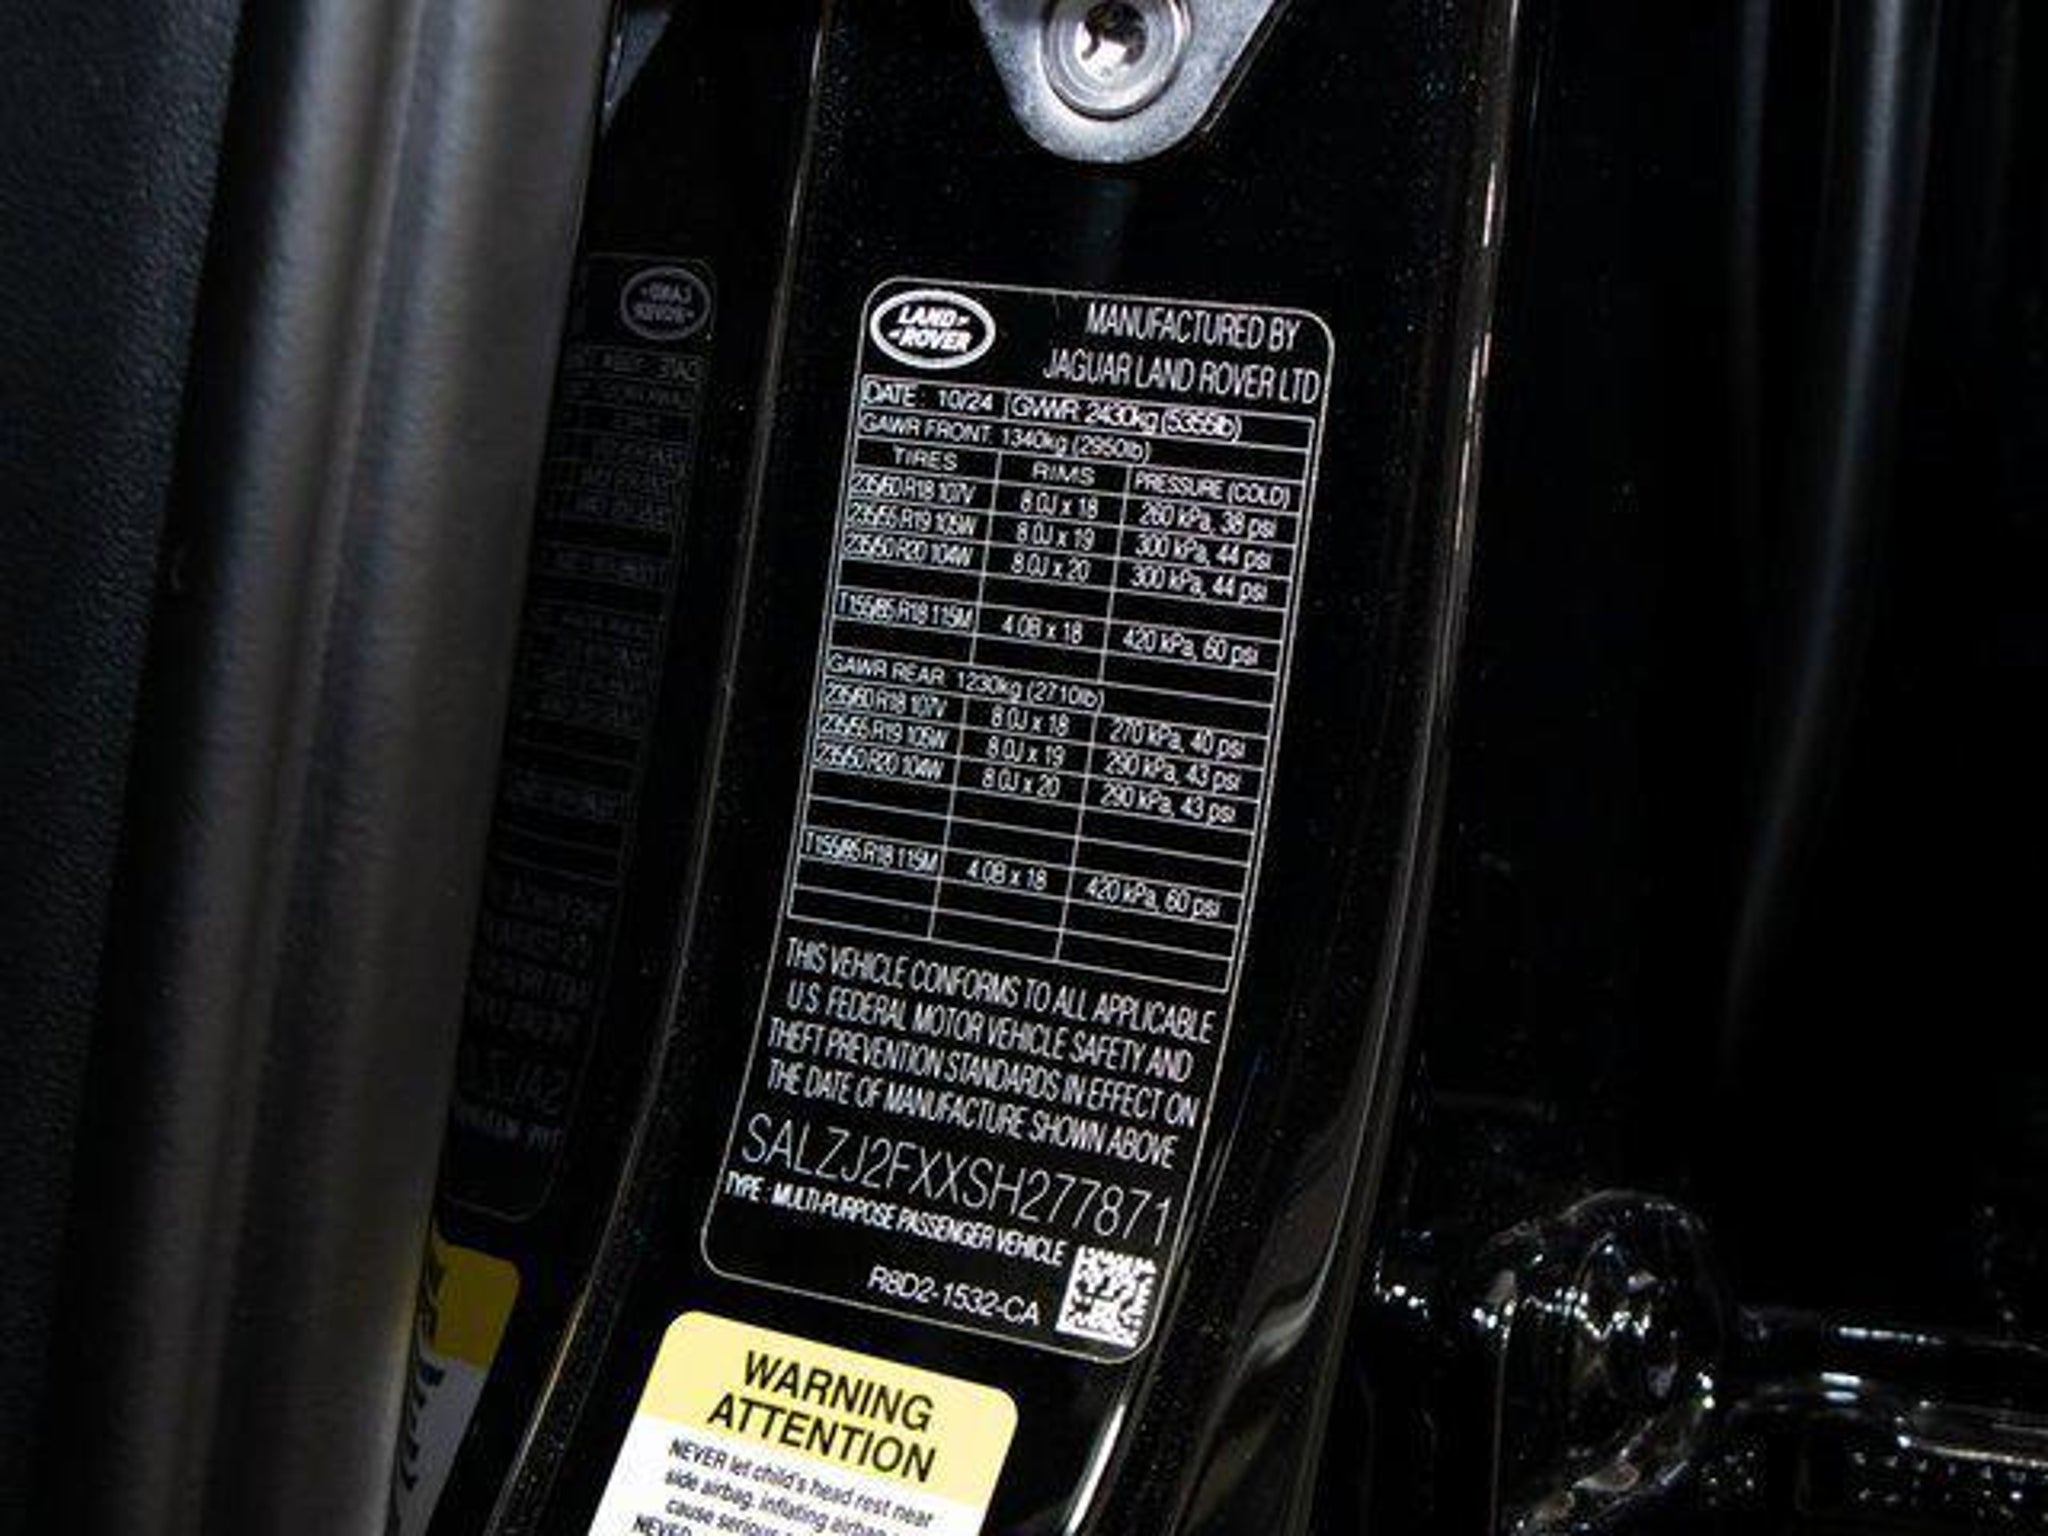 LAND ROVER
MANUFACTURED BY
JAGUAR LAND ROVER LTD
DATE: 10/24 GVWR 2430kg (5356lb)
GAWR FRONT 1340kg (2950lb)
TIRES RIMS PRESSURE (COLD)
235/60 R18 107V 8.0J x 18 260 kPa, 38 psi
235/55 R19 105W 8.0J x 19 300 kPa, 44 psi
235/50 R20 104W 8.0J x 20 300 kPa, 44 psi
T155/85 R18 115M 4.0B x 18 420 kPa, 60 psi
GAWR REAR 1230kg (2710lb)
235/60 R18 107V 8.0J x 18 270 kPa, 40 psi
235/55 R19 105W 8.0J x 19 290 kPa, 43 psi
235/50 R20 104W 8.0J x 20 290 kPa, 43 psi
T155/85 R18 115M 4.0B x 18 420 kPa, 60 psi
THIS VEHICLE CONFORMS TO ALL APPLICABLE
U.S. FEDERAL MOTOR VEHICLE SAFETY AND
THEFT PREVENTION STANDARDS IN EFFECT ON
THE DATE OF MANUFACTURE SHOWN ABOVE
SALZJ2FXXSH277871
TYPE: MULTI-PURPOSE PASSENGER VEHICLE
R8D2-1532-CA
WARNING
ATTENTION
NEVER let child's head rest near
side airbag, inflating airbag
cause serious
NEVER